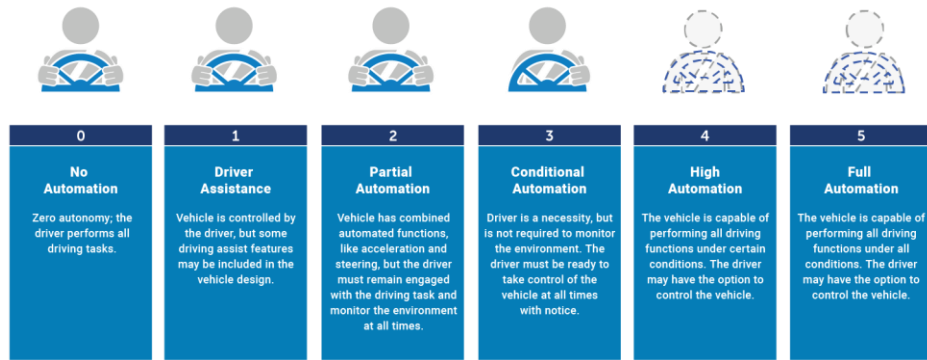 0
No
Automation
Zero autonomy; the
driver performs all
driving tasks.
1
Driver
Assistance
Vehicle is controlled by
the driver, but some
driving assist features
may be included in the
vehicle design.
2
Partial
Automation
Vehicle has combined
automated functions,
like acceleration and
steering, but the driver
must remain engaged
with the driving task and
monitor the environment
at all times.
3
Conditional
Automation
Driver is a necessity, but
is not required to monitor
the environment. The
driver must be ready to
take control of the
vehicle at all times
with notice.
4
High
Automation
The vehicle is capable of
performing all driving
functions under certain
conditions. The driver
may have the option to
control the vehicle.
5
Full
Automation
The vehicle is capable of
performing all driving
functions under all
conditions. The driver
may have the option to
control the vehicle.